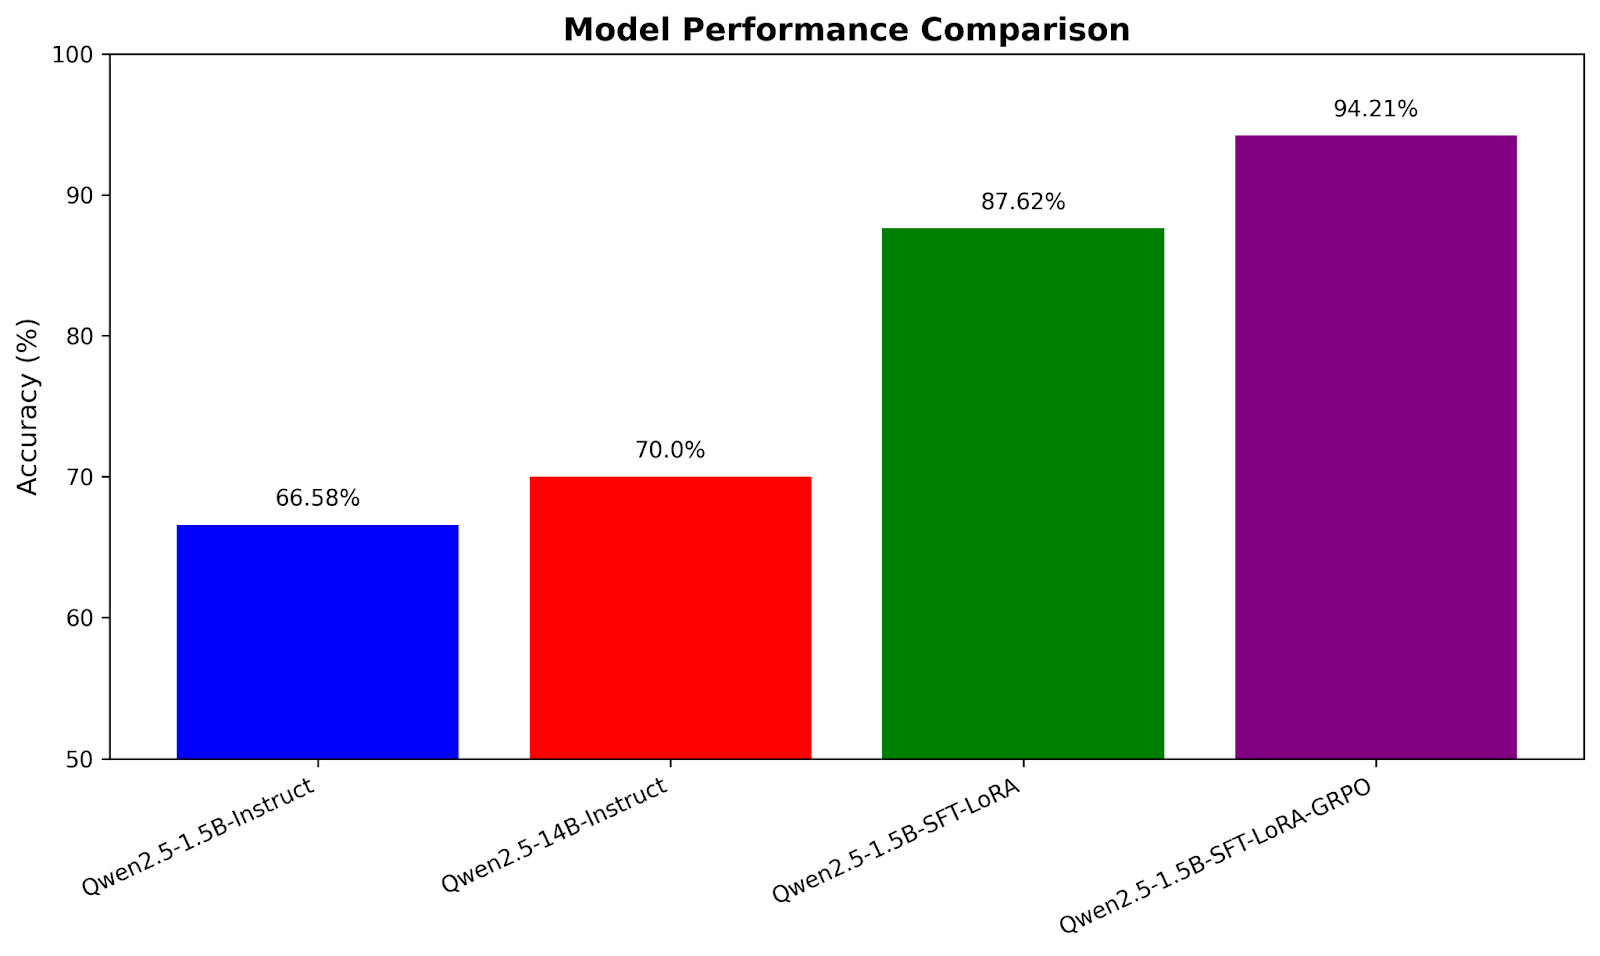 Model Performance Comparison
100
90
80
70
60
50
Accuracy (%)
66.58%
70.0%
87.62%
94.21%
Qwen2.5-1.5B-Instruct
Qwen2.5-14B-Instruct
Qwen2.5-1.5B-SFT-LoRA
Qwen2.5-1.5B-SFT-LoRA-GRPO